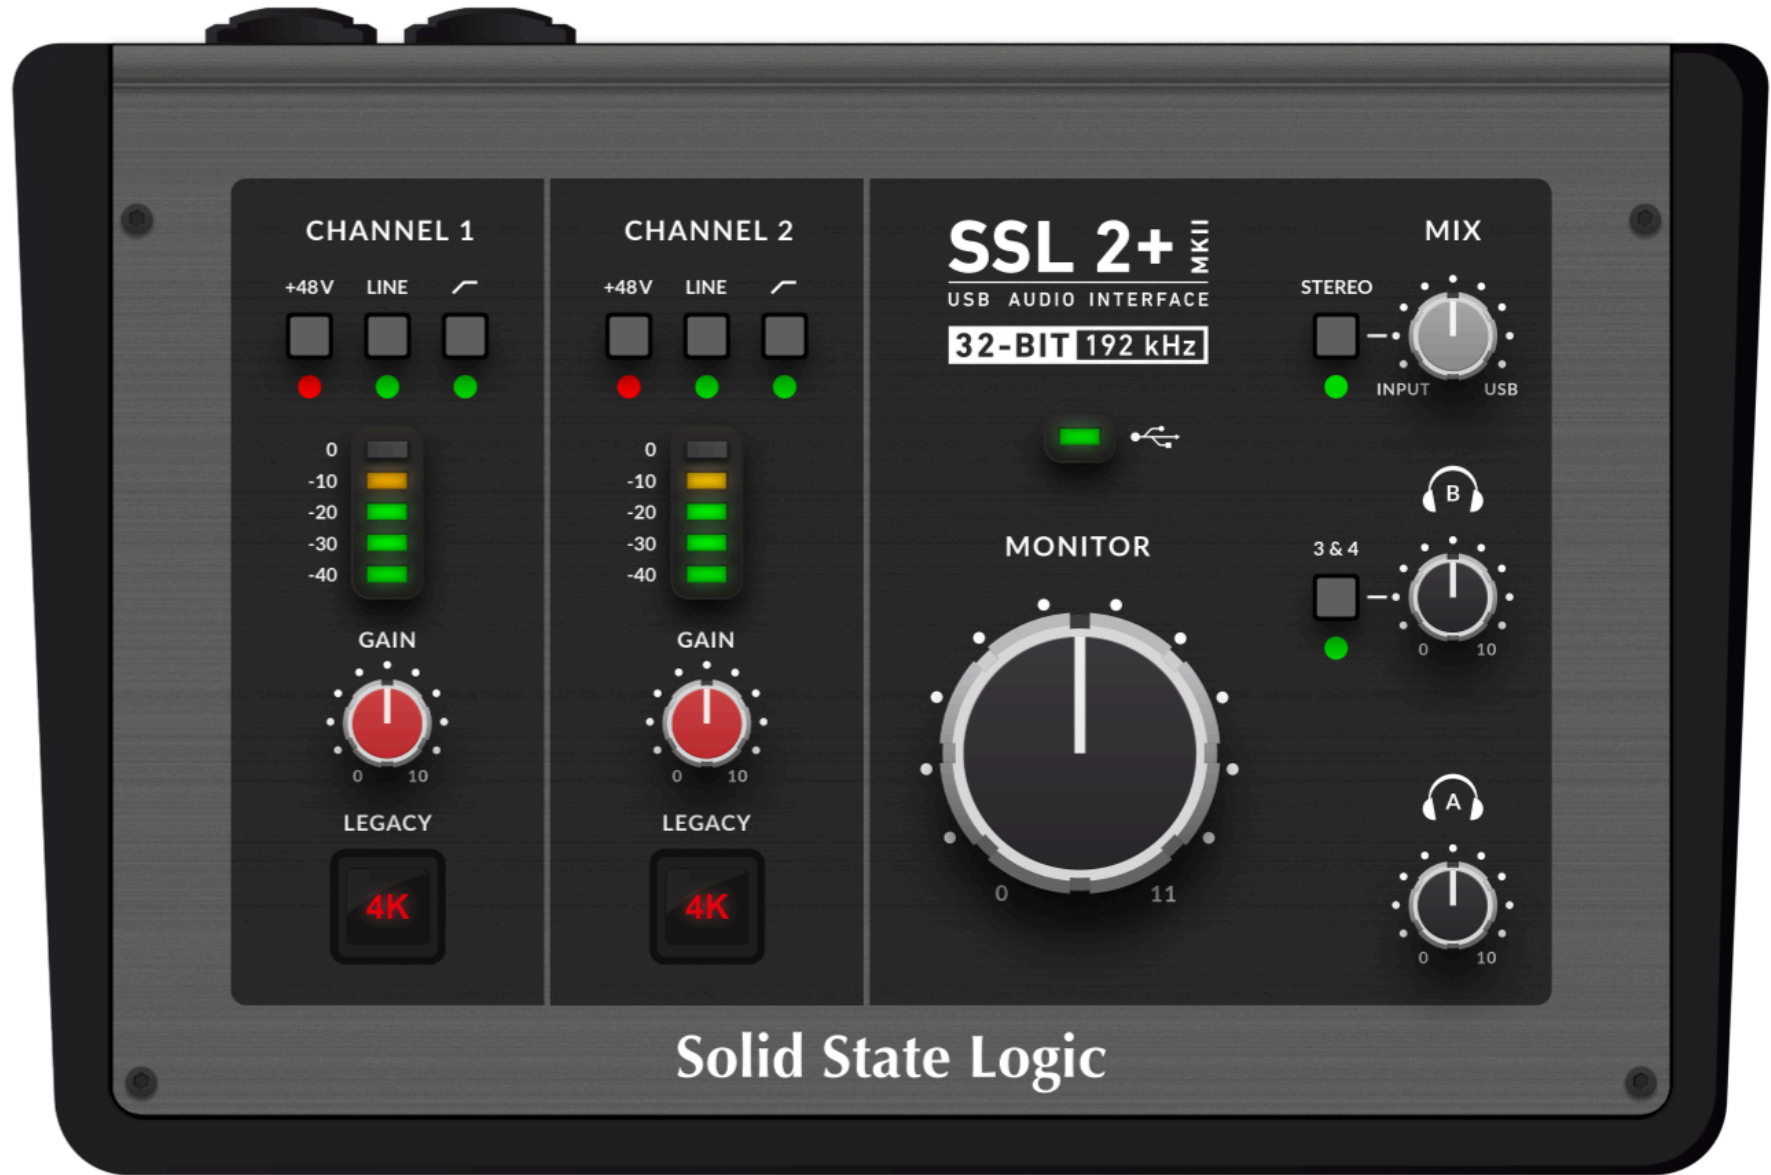 CHANNEL 1
+48V LINE
0
-10
-20
-30
-40
GAIN
0 10
LEGACY
4K
CHANNEL 2
+48V LINE
0
-10
-20
-30
-40
GAIN
0 10
LEGACY
4K
SSL 2+ MKII
USB AUDIO INTERFACE
32-BIT 192 kHz
MONITOR
0 11
MIX
STEREO
INPUT USB
B
3 & 4
0 10
A
0 10
Solid State Logic